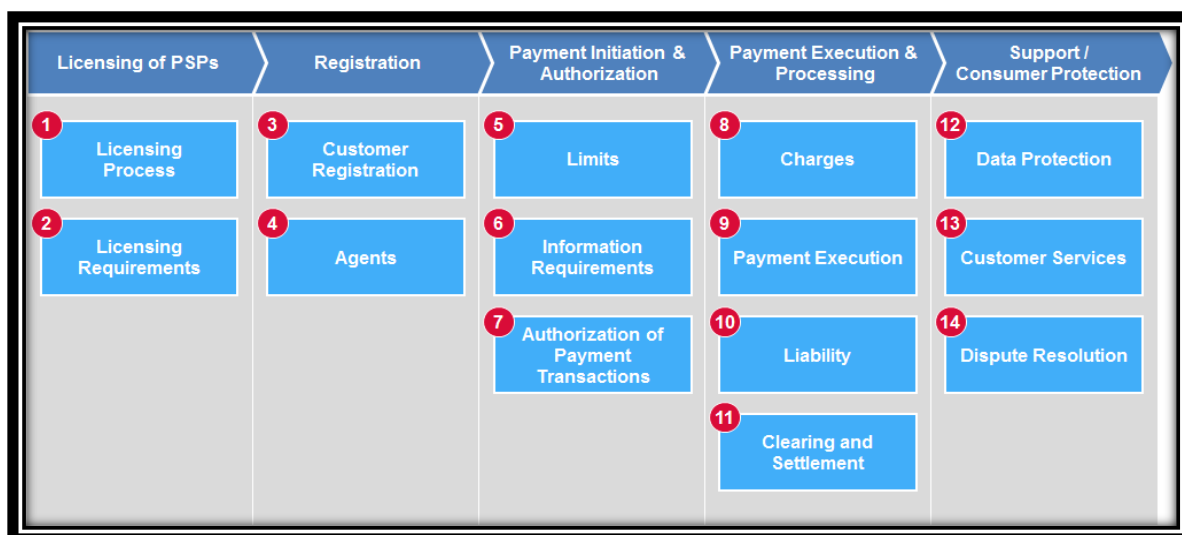 Licensing of PSPs
Registration
Payment Initiation &
Authorization
Payment Execution &
Processing
Support /
Consumer Protection
1
Licensing
Process
2
Licensing
Requirements
3
Customer
Registration
4
Agents
5
Limits
6
Information
Requirements
7
Authorization of
Payment
Transactions
8
Charges
9
Payment Execution
10
Liability
11
Clearing and
Settlement
12
Data Protection
13
Customer Services
14
Dispute Resolution